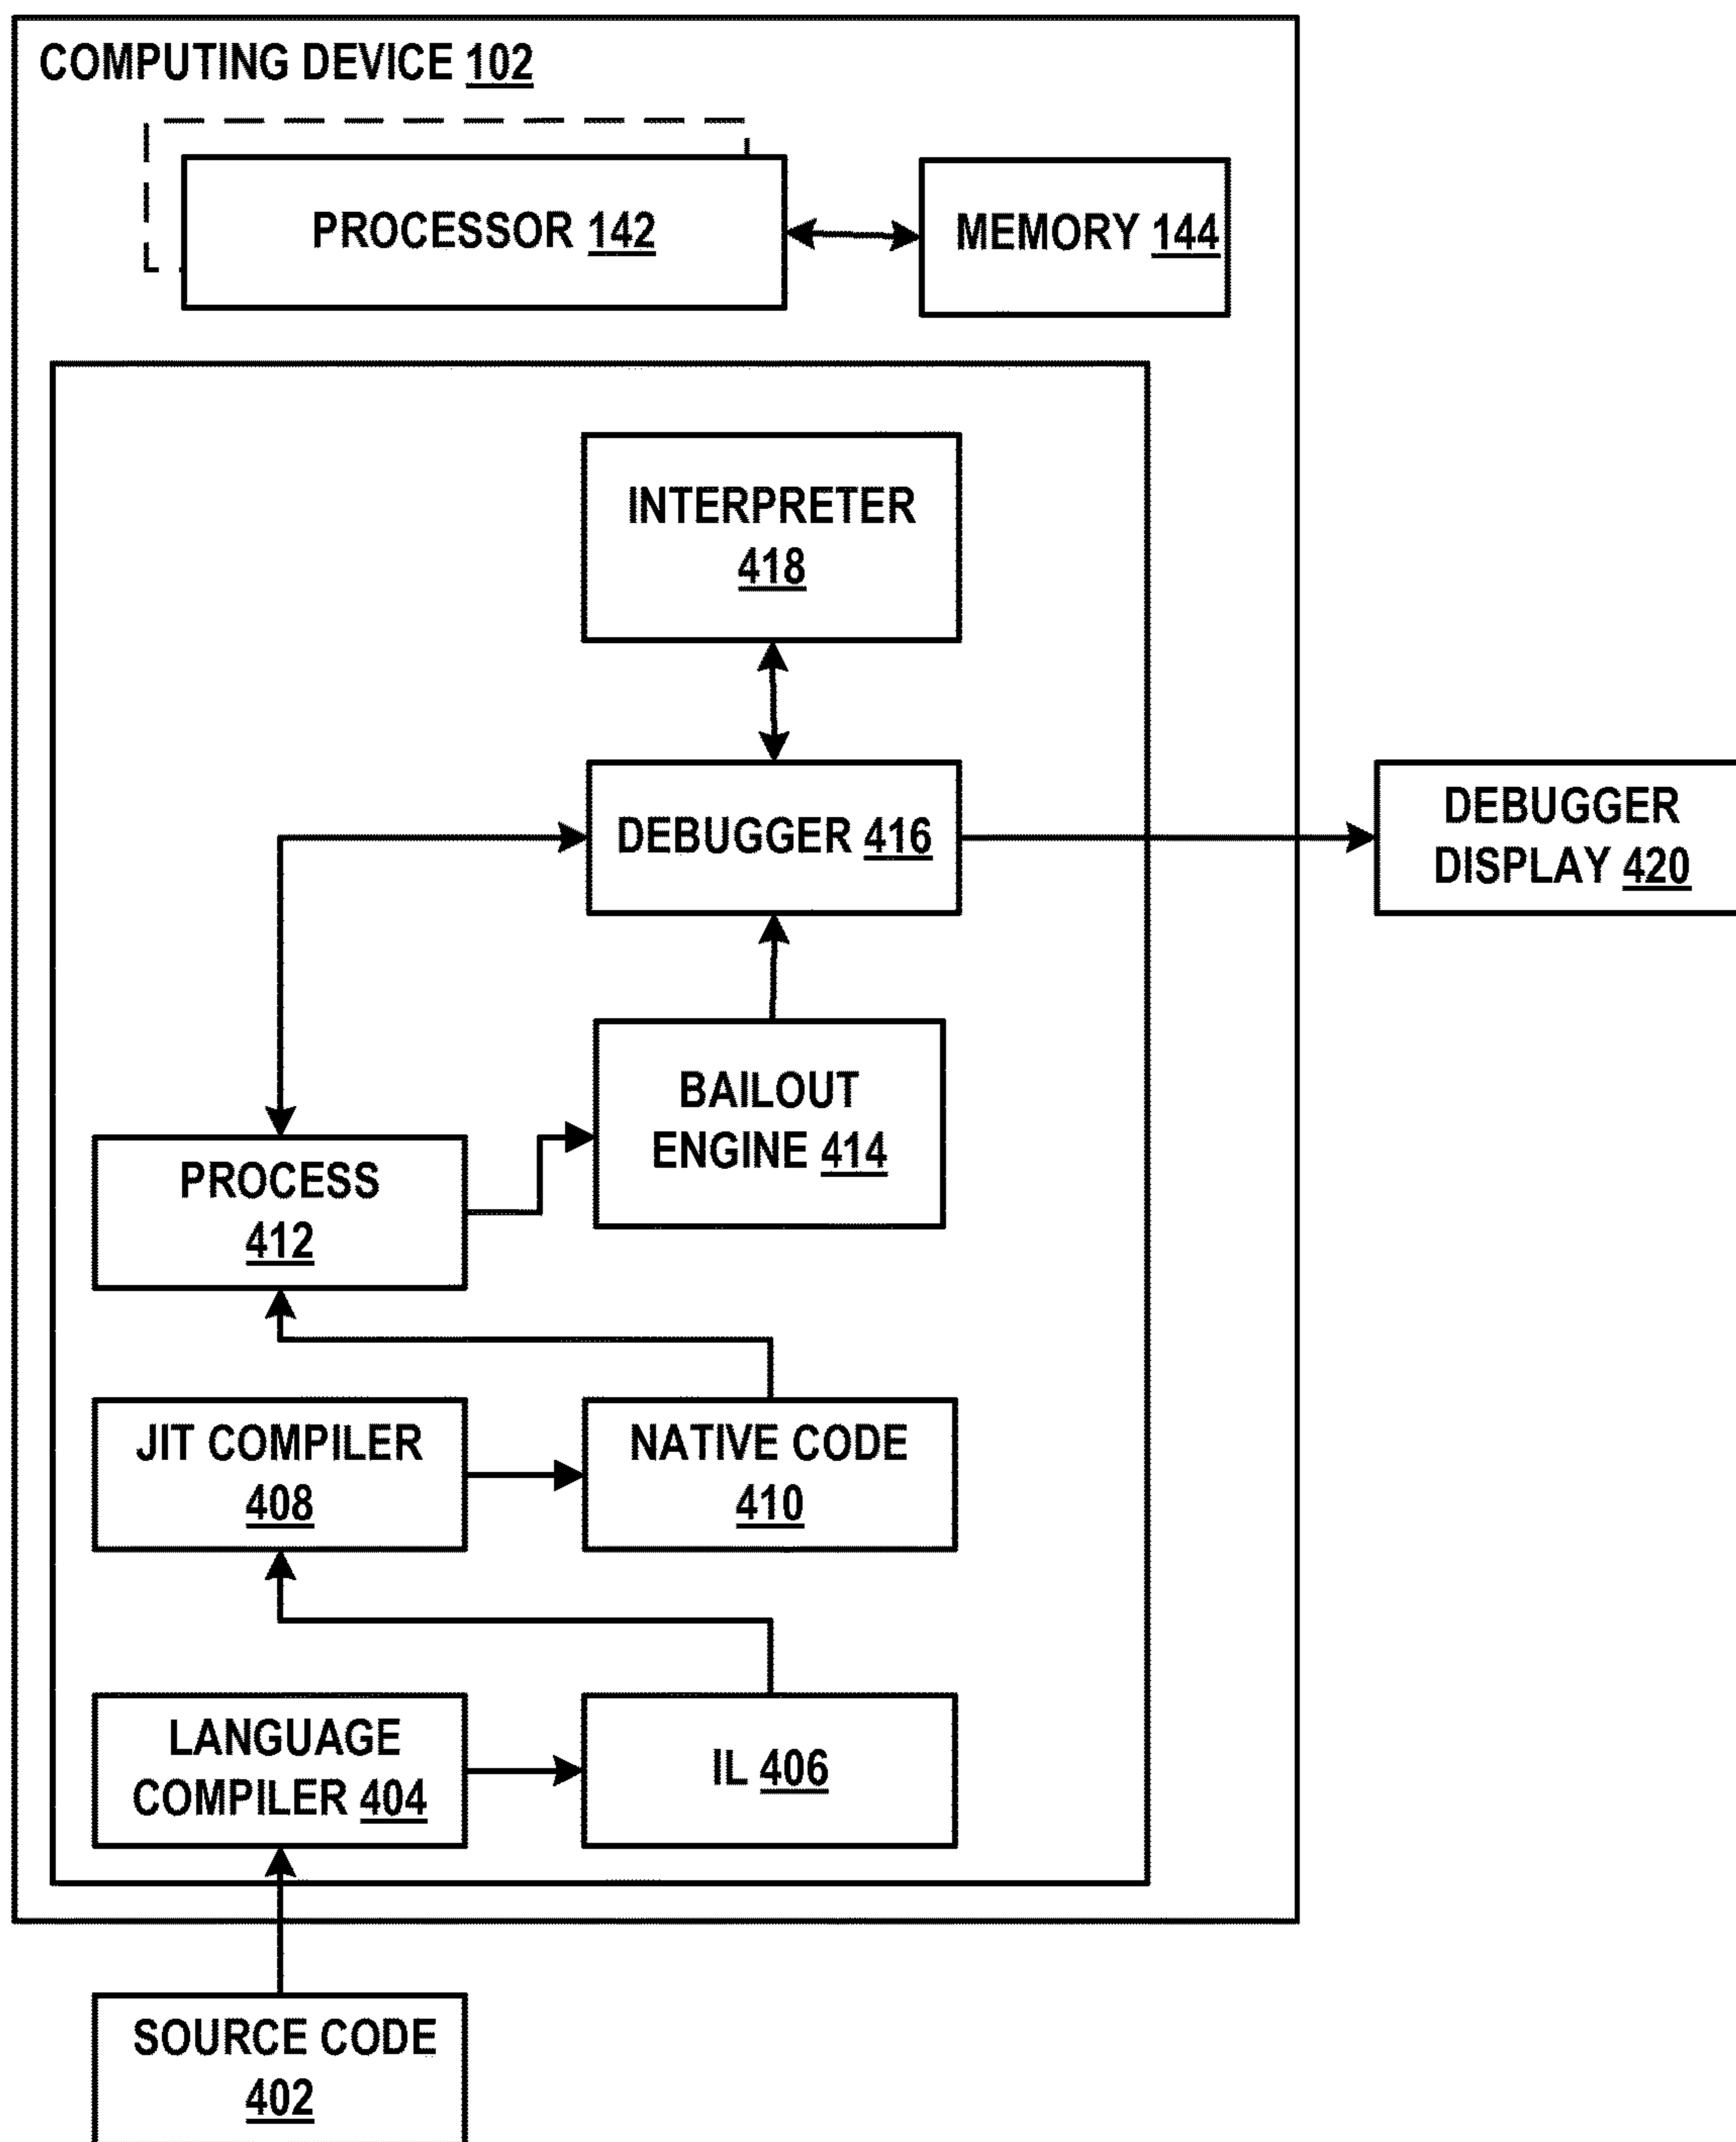 COMPUTING DEVICE 102
PROCESSOR 142
MEMORY 144
INTERPRETER
418
DEBUGGER 416
DEBUGGER
DISPLAY 420
BAILOUT
ENGINE 414
PROCESS
412
JIT COMPILER
408
NATIVE CODE
410
LANGUAGE
COMPILER 404
IL 406
SOURCE CODE
402